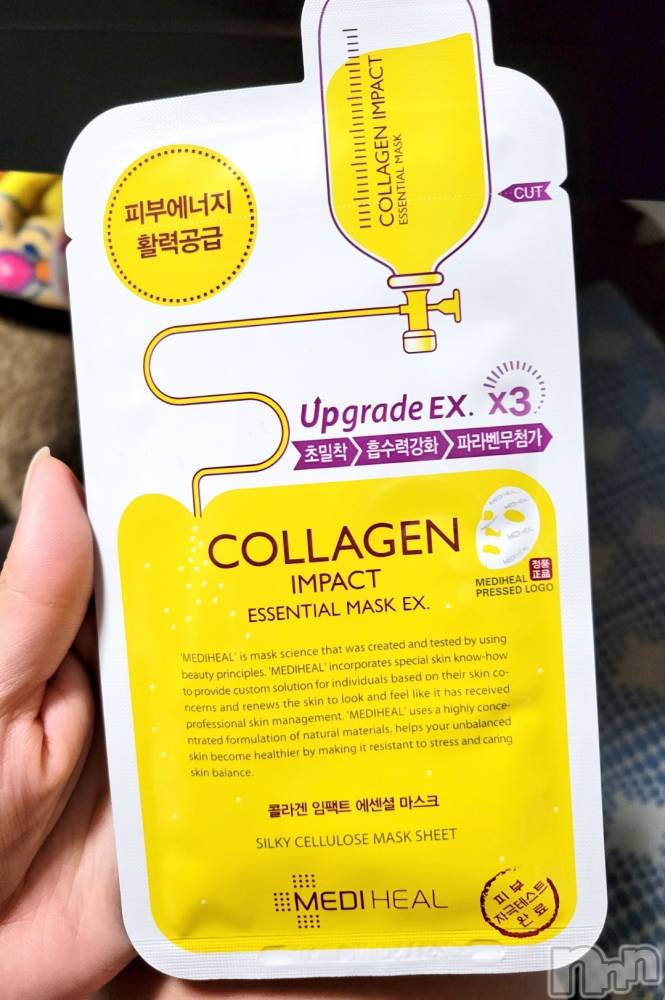 COLLAGEN IMPACT
ESSENTIAL MASK
CUT
피부에너지
활력공급
Upgrade EX. x3
초밀착 흡수력강화 파라벤무첨가
COLLAGEN
IMPACT
ESSENTIAL MASK EX.
MEDIHEAL
정품
正品
MEDIHEAL
PRESSED LOGO
'MEDIHEAL' is mask science that was created and tested by using
beauty principles. 'MEDIHEAL' incorporates special skin know-how
to provide custom solution for individuals based on their skin co-
ncerns and renews the skin to look and feel like it has received
professional skin management. 'MEDIHEAL' uses a highly conce-
ntrated formulation of natural materials, helps your unbalanced
skin become healthier by making it resistant to stress and caring
skin balance.
콜라겐 임팩트 에센셜 마스크
SILKY CELLULOSE MASK SHEET
MEDIHEAL
피부
자극테스트
완료
nnn